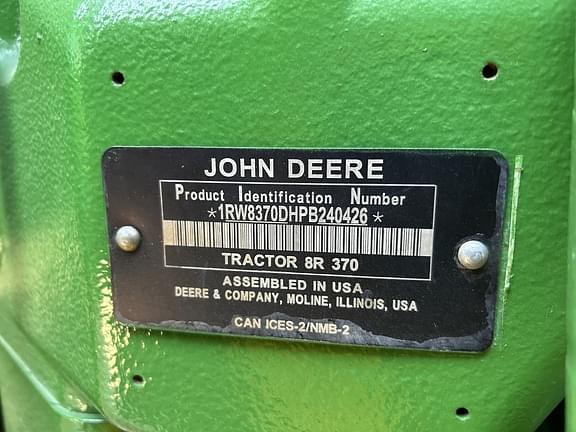 JOHN DEERE
Product Identification Number
*1RW8370DHPB240426*
TRACTOR 8R 370
ASSEMBLED IN USA
DEERE & COMPANY, MOLINE, ILLINOIS, USA
CAN ICES-2/NMB-2